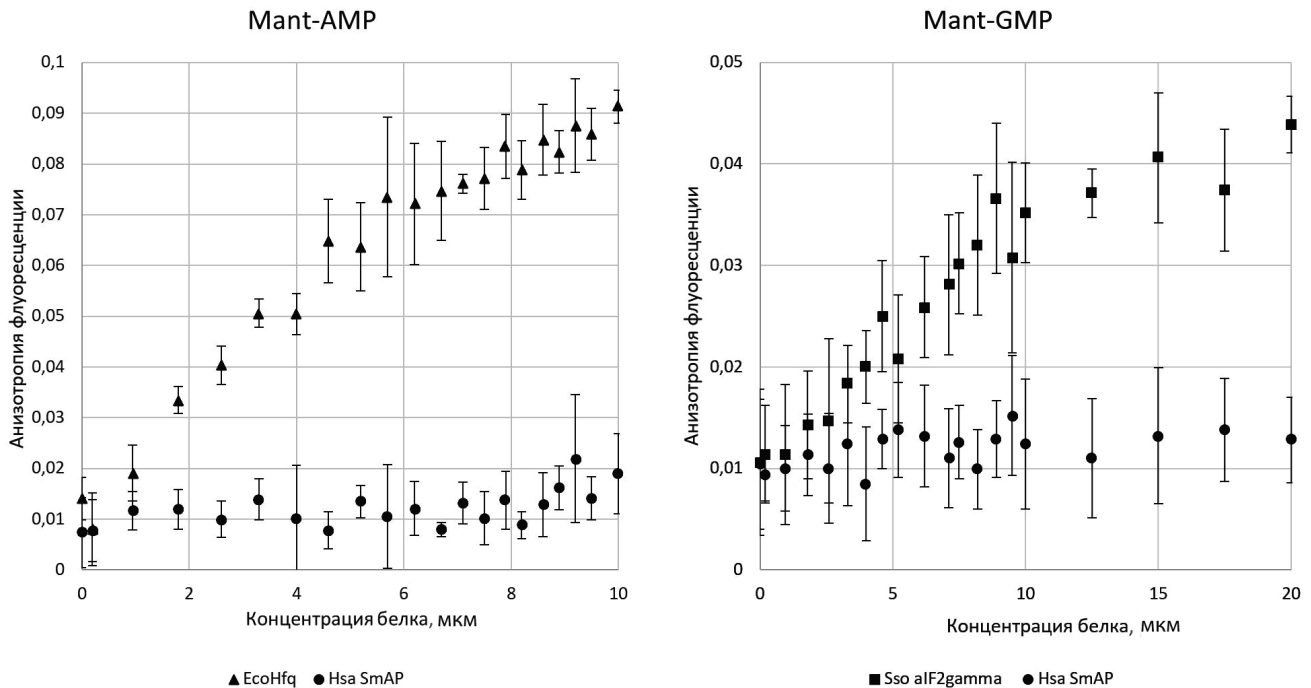 Mant-AMP
Анизотропия флуоресценции
0,1
0,09
0,08
0,07
0,06
0,05
0,04
0,03
0,02
0,01
0
0 2 4 6 8 10
Концентрация белка, мкм
EcoHfq Hsa SmAP
Mant-GMP
Анизотропия флуоресценции
0,05
0,04
0,03
0,02
0,01
0
0 5 10 15 20
Концентрация белка, мкм
Sso aIF2gamma Hsa SmAP